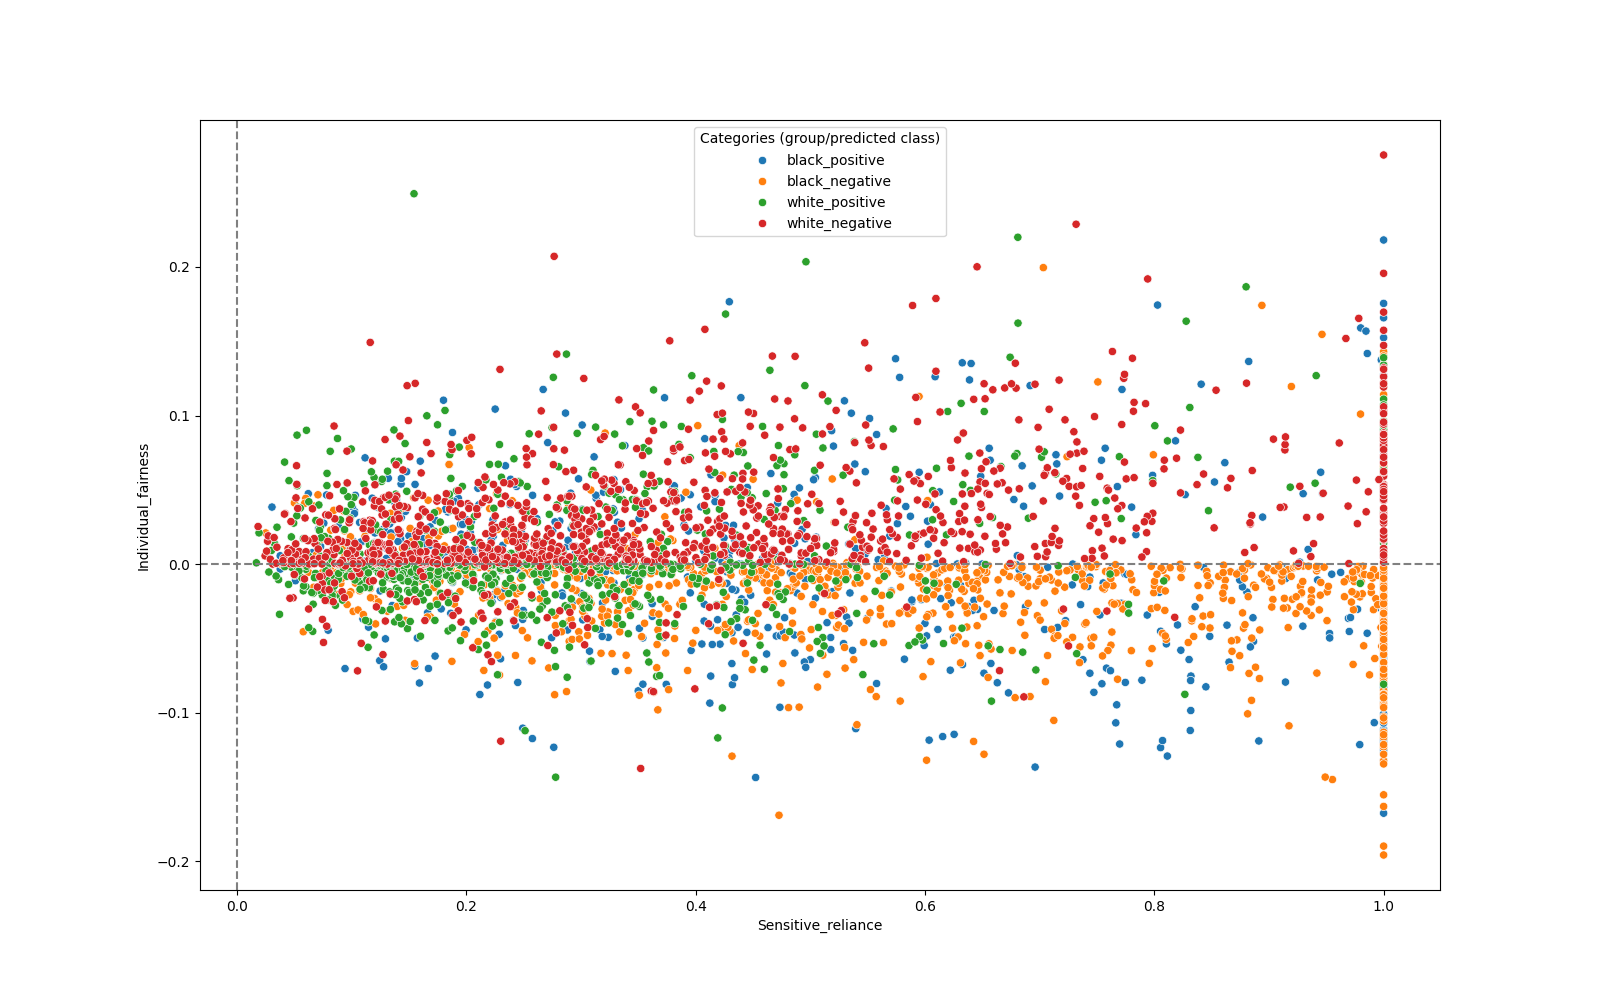 Categories (group/predicted class)
black_positive
black_negative
white_positive
white_negative
0.2
0.1
0.0
−0.1
−0.2
Individual_fairness
0.0
0.2
0.4
0.6
0.8
1.0
Sensitive_reliance